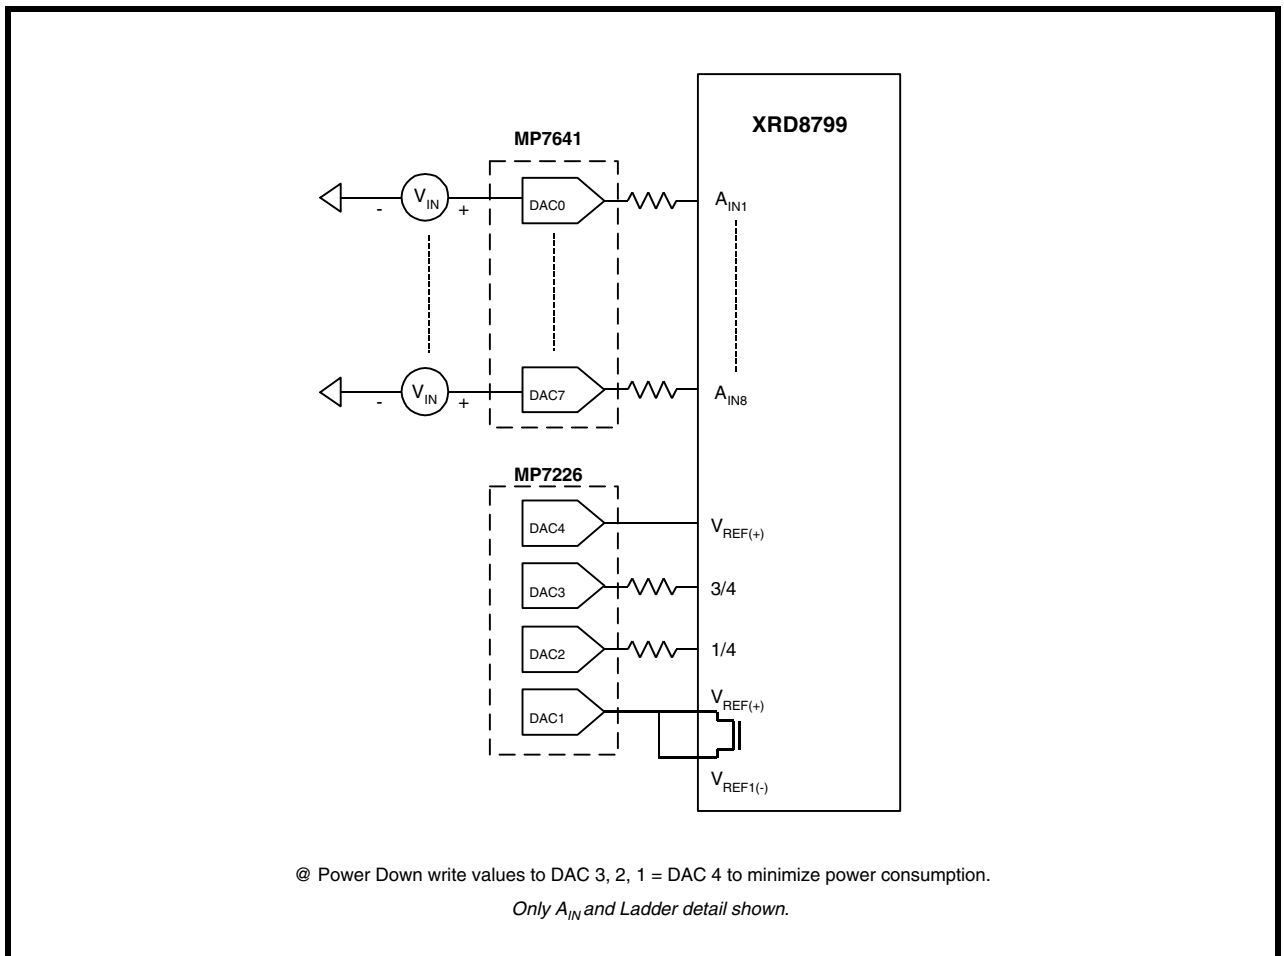 XRD8799
MP7641
V_IN - + DAC0 A_IN1
V_IN - + DAC7 A_IN8
MP7226
DAC4 V_REF(+)
DAC3 3/4
DAC2 1/4
DAC1 V_REF(+)
V_REF1(-)
@ Power Down write values to DAC 3, 2, 1 = DAC 4 to minimize power consumption.
Only A_IN and Ladder detail shown.